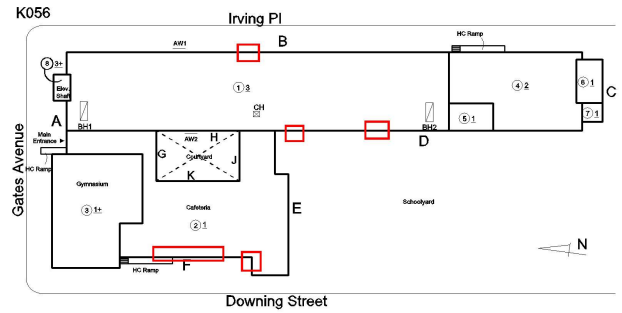 K056
Irving Pl
HC Ramp
AW1
B
8 3+
Elev.
Shaft
1 3
4 2
6 1
C
CH
A
BH1
BH2
5 1
7 1
Main
Entrance
AW2
H
D
G
Courtyard
J
HC Ramp
K
Gates Avenue
Gymnasium
Cafeteria
E
Schoolyard
3 1+
2 1
N
F
HC Ramp
Downing Street